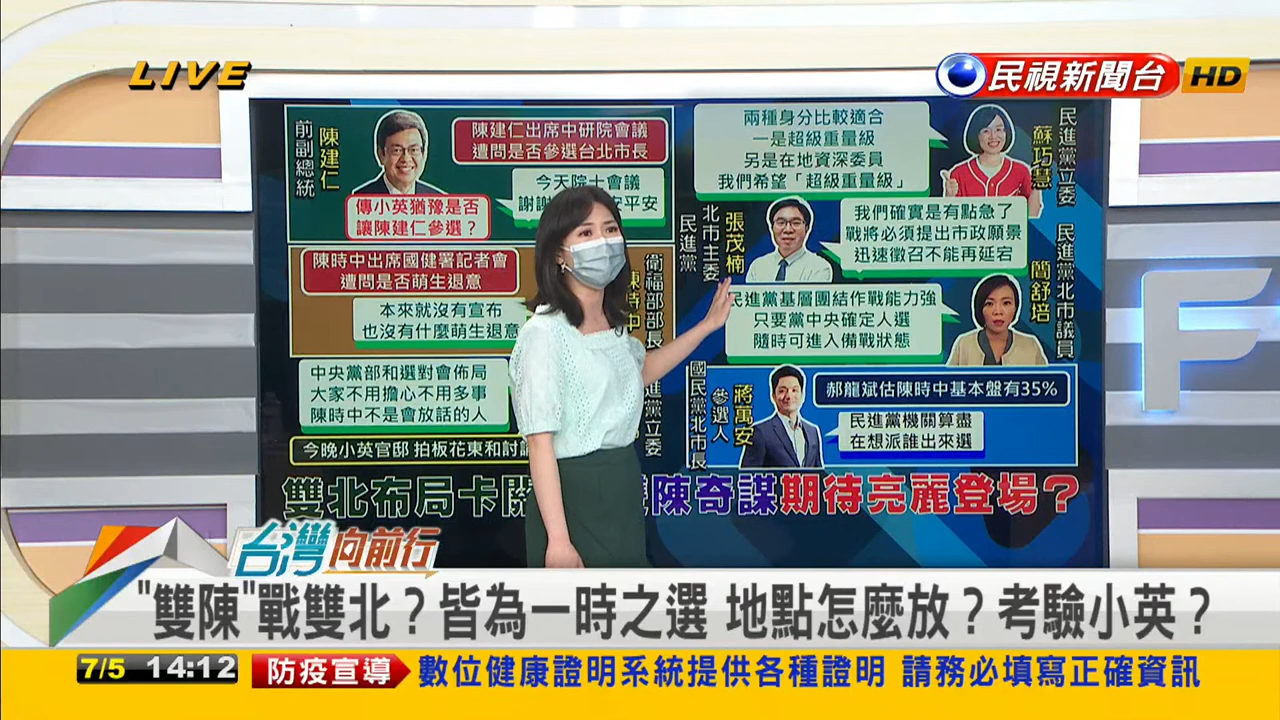 LIVE
民視新聞台 HD
前副總統
陳建仁
陳建仁出席中研院會議
遭問是否參選台北市長
今天院士會議
謝謝
安平安
傳小英猶豫是否
讓陳建仁參選？
陳時中出席國健署記者會
遭問是否萌生退意
本來就沒有宣布
也沒有什麼萌生退意
衛福部部長
陳時中
中央黨部和選對會佈局
大家不用擔心不用多事
陳時中不是會放話的人
進黨立委
今晚小英官邸 拍板花東和討論
兩種身分比較適合
一是超級重量級
另是在地資深委員
我們希望「超級重量級」
民進黨立委
蘇巧慧
民進黨
北市主委
張茂楠
我們確實是有點急了
戰將必須提出市政願景
迅速徵召不能再延宕
民進黨基層團結作戰能力強
只要黨中央確定人選
隨時可進入備戰狀態
民進黨北市議員
簡舒培
國民黨北市長
參選人
蔣萬安
郝龍斌估陳時中基本盤有35%
民進黨機關算盡
在想派誰出來選
雙北布局卡關
陳奇謀期待亮麗登場？
台灣向前行
"雙陳"戰雙北？皆為一時之選 地點怎麼放？考驗小英？
7/5 14:12 防疫宣導 數位健康證明系統提供各種證明 請務必填寫正確資訊
F